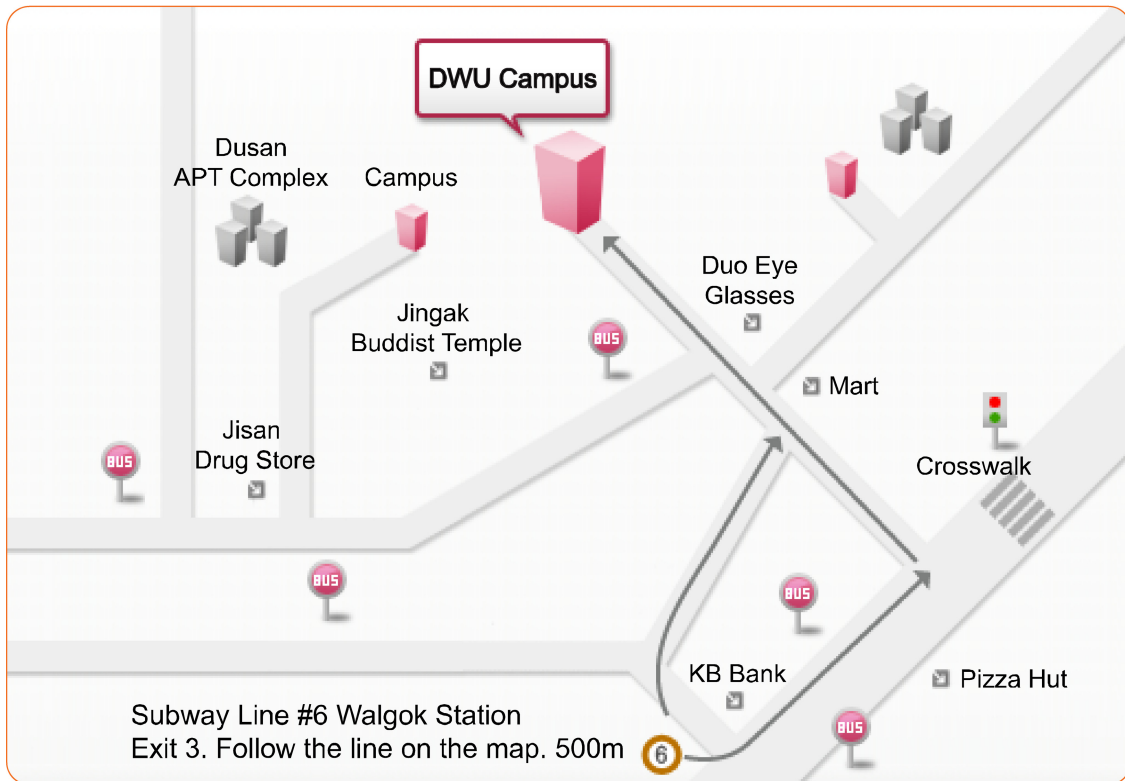 DWU Campus
Dusan
APT Complex
Campus
Duo Eye
Glasses
Jingak
Buddist Temple
BUS
Mart
Jisan
Drug Store
BUS
Crosswalk
BUS
BUS
KB Bank
Pizza Hut
Subway Line #6 Walgok Station
Exit 3. Follow the line on the map. 500m
6
BUS